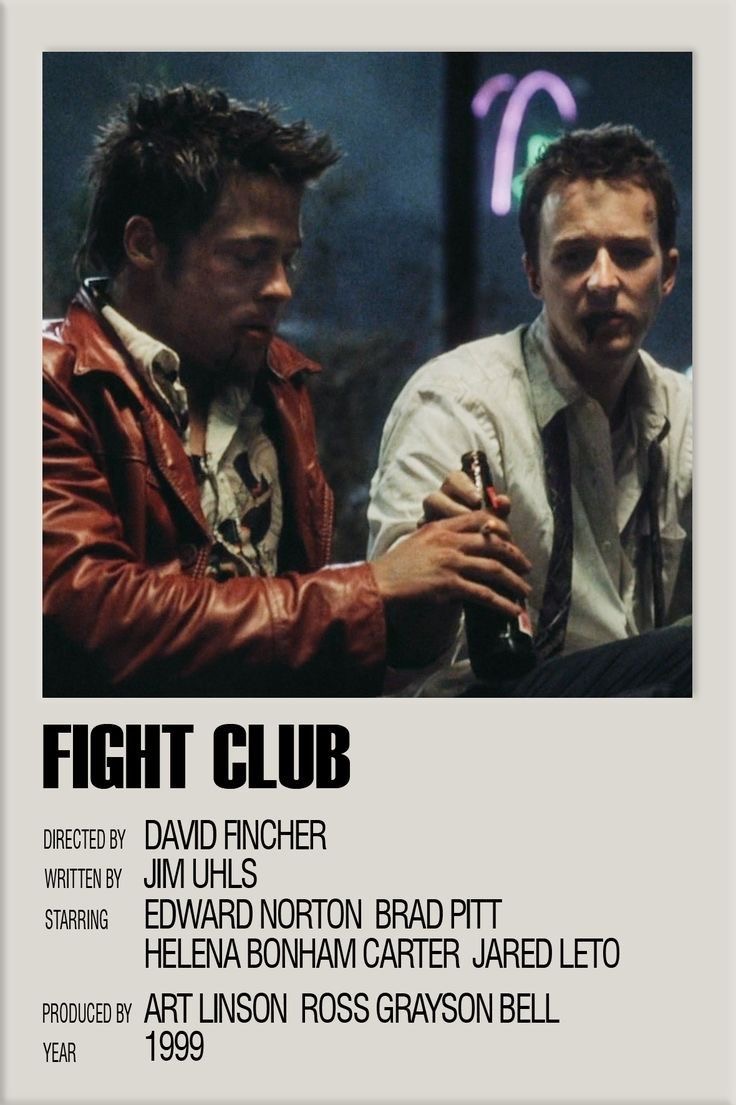 FIGHT CLUB
DIRECTED BY DAVID FINCHER
WRITTEN BY JIM UHLS
STARRING EDWARD NORTON BRAD PITT
HELENA BONHAM CARTER JARED LETO
PRODUCED BY ART LINSON ROSS GRAYSON BELL
YEAR 1999